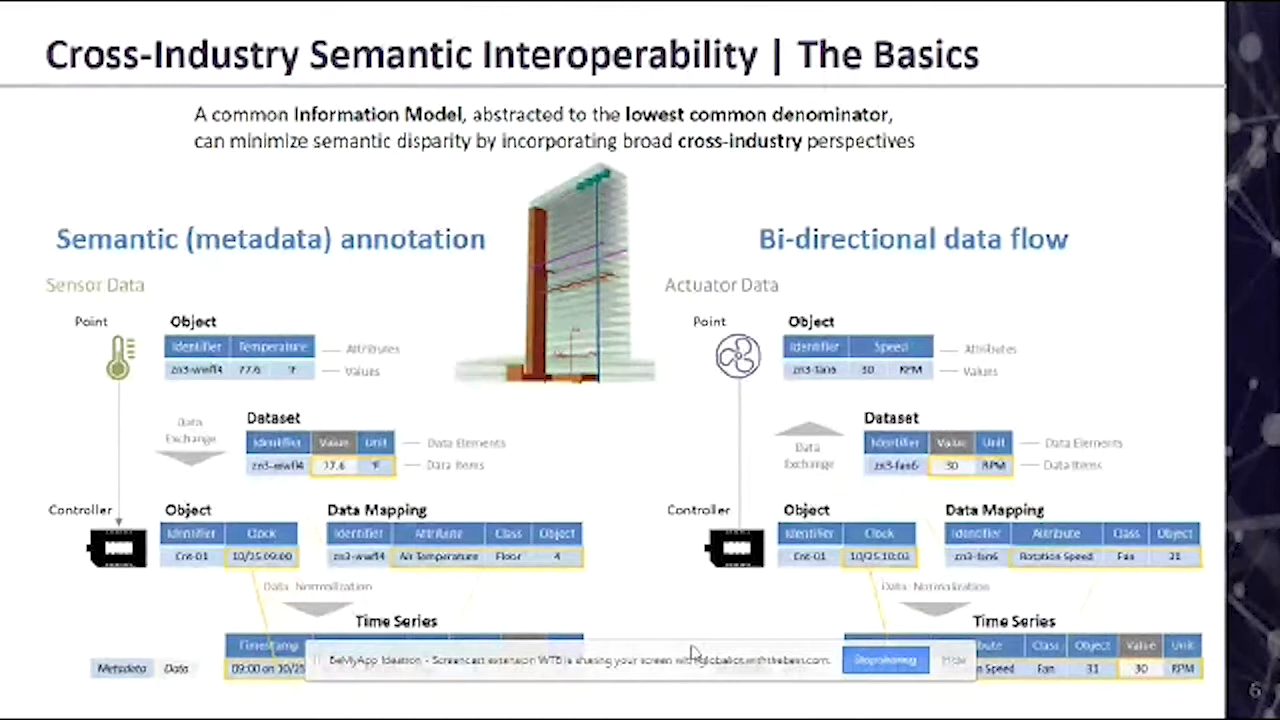 Cross-Industry Semantic Interoperability | The Basics
A common Information Model, abstracted to the lowest common denominator,
can minimize semantic disparity by incorporating broad cross-industry perspectives
Semantic (metadata) annotation
Sensor Data
Point
Object
Identifier Temperature
Attributes
zn3-wwfl4 77.6 °F
Values
Data
Exchange
Dataset
Identifier Value Unit
Data Elements
zn3-wwfl4 77.6 °F
Data Items
Controller
Object
Identifier Clock
Cnt-01 10/25 09:00
Data Mapping
Identifier Attribute Class Object
zn3-wwfl4 Air Temperature Floor 4
Data Normalization
Time Series
Timestamp
09:00 on 10/25
Metadata Data
Bi-directional data flow
Actuator Data
Point
Object
Identifier Speed
Attributes
zn3-fan6 30 RPM
Values
Data
Exchange
Dataset
Identifier Value Unit
Data Elements
zn3-fan6 30 RPM
Data Items
Controller
Object
Identifier Clock
Cnt-01 10/25 10:02
Data Mapping
Identifier Attribute Class Object
zn3-fan6 Rotation Speed Fan 31
Data Normalization
Time Series
bute Class Object Value Unit
n Speed Fan 31 30 RPM
BeMyApp Ideation - Screencast extension WTB is sharing your screen with
Stop sharing
Hide
6